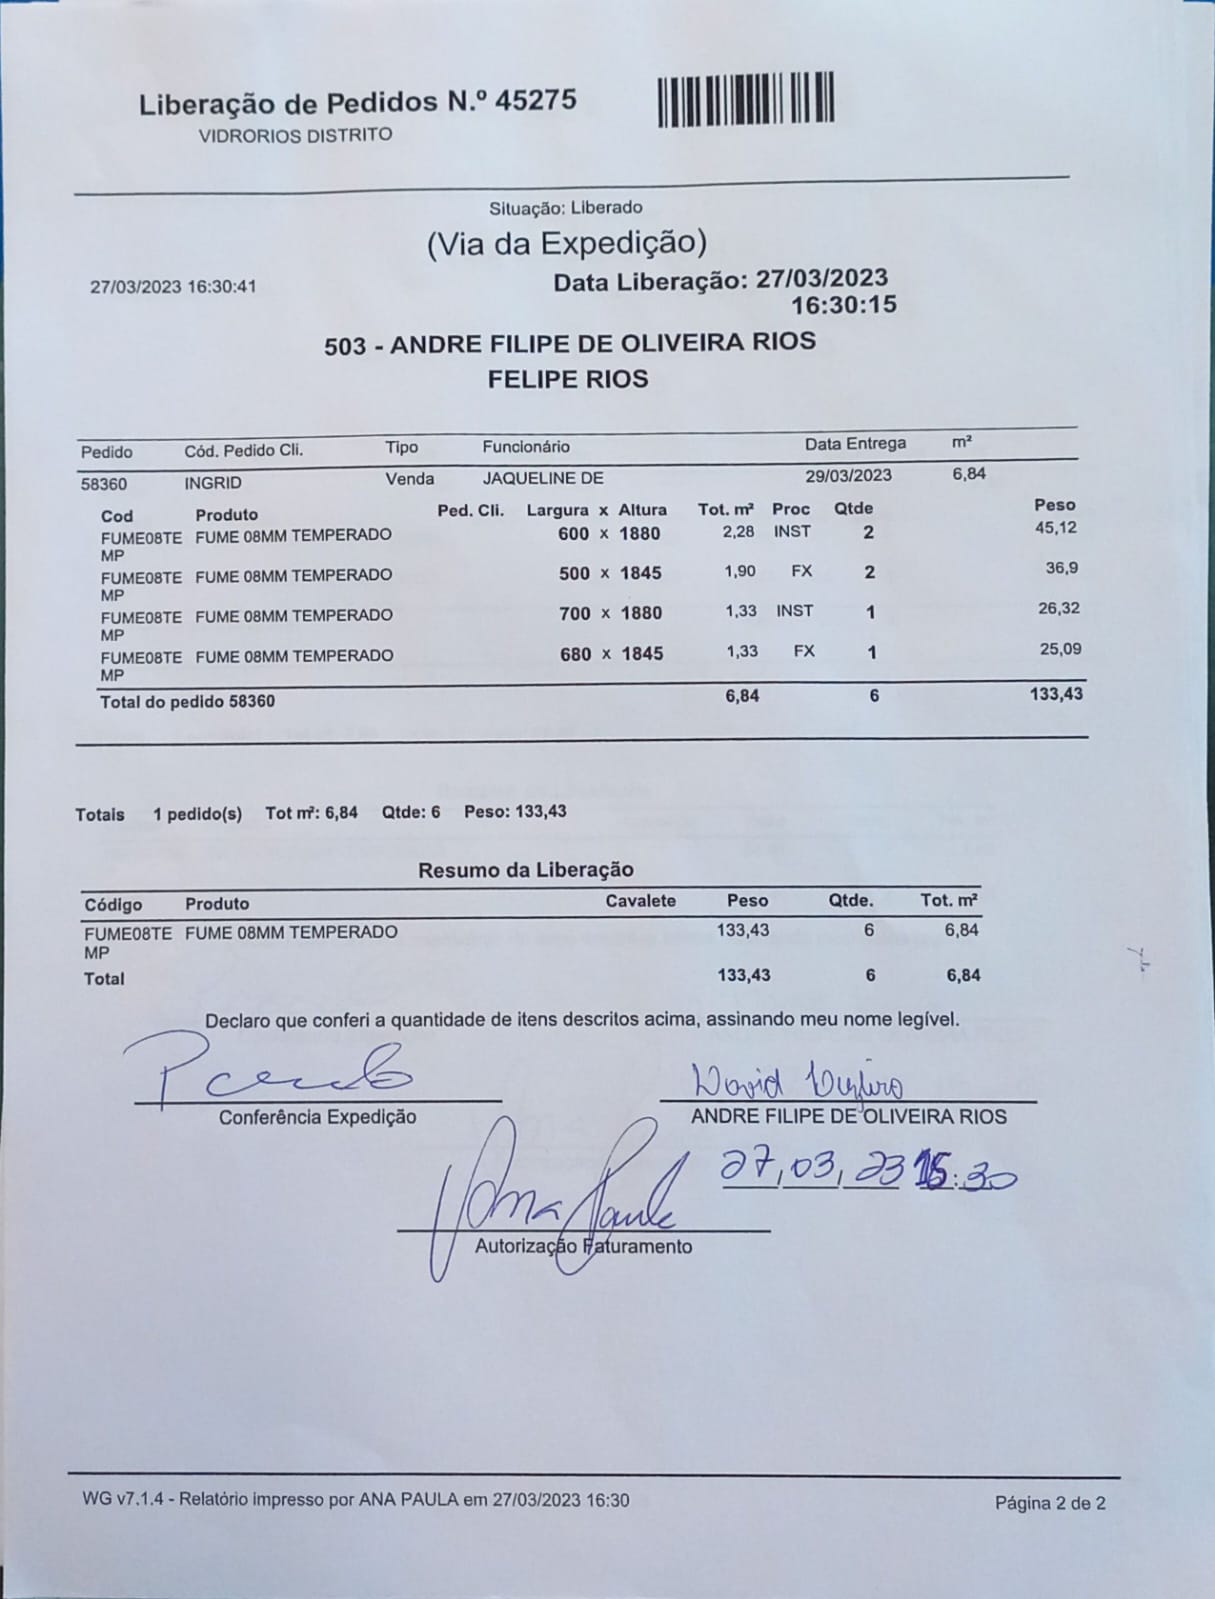 Liberação de Pedidos N.º 45275
VIDRORIOS DISTRITO
Situação: Liberado
(Via da Expedição)
27/03/2023 16:30:41
Data Liberação: 27/03/2023
16:30:15
503 - ANDRE FILIPE DE OLIVEIRA RIOS
FELIPE RIOS
Pedido Cód. Pedido Cli. Tipo Funcionário Data Entrega m²
58360 INGRID Venda JAQUELINE DE 29/03/2023 6,84
Cod Produto Ped. Cli. Largura x Altura Tot. m² Proc Qtde Peso
FUME08TE FUME 08MM TEMPERADO 600 x 1880 2,28 INST 2 45,12
MP
FUME08TE FUME 08MM TEMPERADO 500 x 1845 1,90 FX 2 36,9
MP
FUME08TE FUME 08MM TEMPERADO 700 x 1880 1,33 INST 1 26,32
MP
FUME08TE FUME 08MM TEMPERADO 680 x 1845 1,33 FX 1 25,09
MP
Total do pedido 58360 6,84 6 133,43
Totais 1 pedido(s) Tot m²: 6,84 Qtde: 6 Peso: 133,43
Resumo da Liberação
Código Produto Cavalete Peso Qtde. Tot. m²
FUME08TE FUME 08MM TEMPERADO 133,43 6 6,84
MP
Total 133,43 6 6,84
Declaro que conferi a quantidade de itens descritos acima, assinando meu nome legível.
David
Conferência Expedição
ANDRE FILIPE DE OLIVEIRA RIOS
27,03,23 :30
Ana Paula
Autorização Faturamento
WG v7.1.4 - Relatório impresso por ANA PAULA em 27/03/2023 16:30
Página 2 de 2